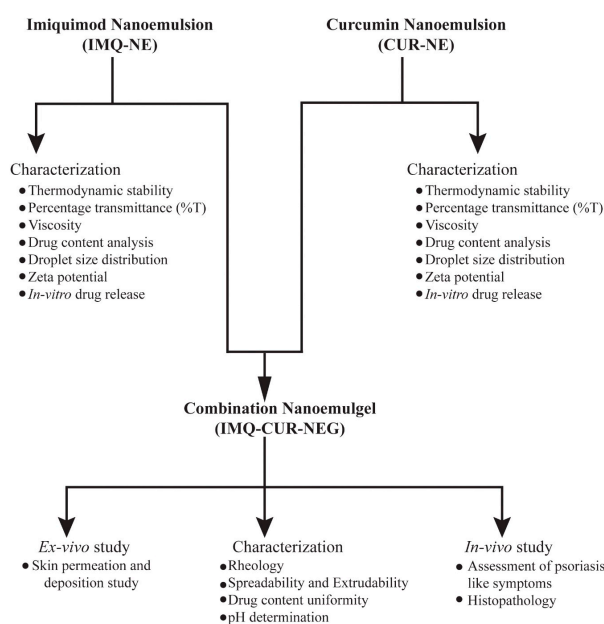 Imiquimod Nanoemulsion
(IMQ-NE)
Curcumin Nanoemulsion
(CUR-NE)
Characterization
● Thermodynamic stability
● Percentage transmittance (%T)
● Viscosity
● Drug content analysis
● Droplet size distribution
● Zeta potential
● In-vitro drug release
Characterization
● Thermodynamic stability
● Percentage transmittance (%T)
● Viscosity
● Drug content analysis
● Droplet size distribution
● Zeta potential
● In-vitro drug release
Combination Nanoemulgel
(IMQ-CUR-NEG)
Ex-vivo study
● Skin permeation and
deposition study
Characterization
●Rheology
●Spreadability and Extrudability
●Drug content uniformity
●pH determination
In-vivo study
● Assessment of psoriasis
like symptoms
● Histopathology